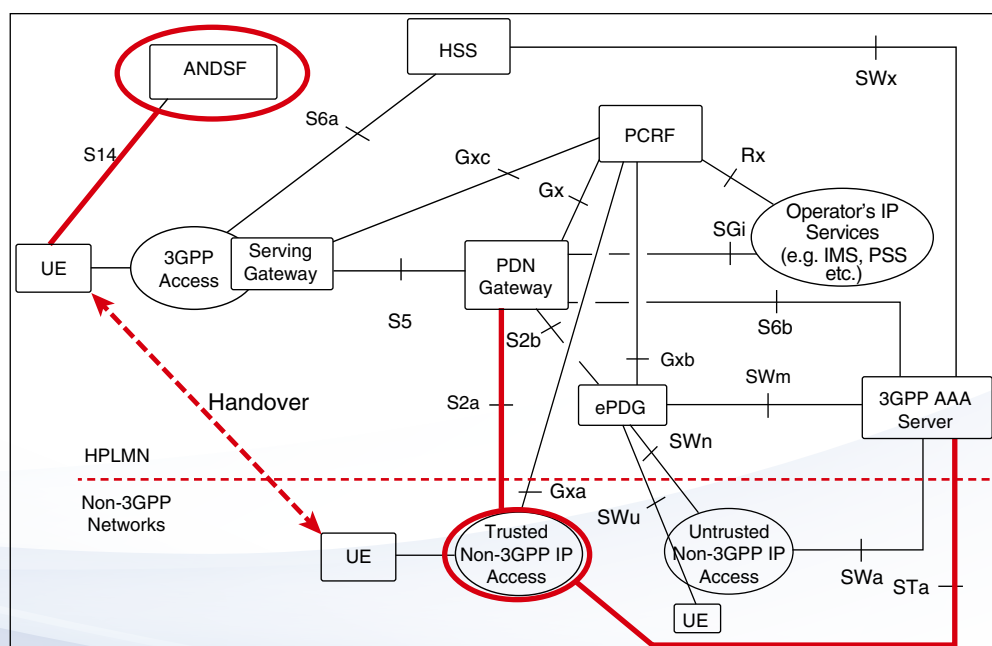 ANDSF
HSS
SWx
S6a
PCRF
S14
Gxc
Rx
Gx
Operator's IP
Services
(e.g. IMS, PSS
etc.)
SGi
UE
3GPP
Access
Serving
Gateway
PDN
Gateway
S5
S2b
S6b
Gxb
SWm
Handover
S2a
ePDG
3GPP AAA
Server
SWn
HPLMN
Non-3GPP
Networks
Gxa
SWu
UE
Trusted
Non-3GPP IP
Access
Untrusted
Non-3GPP IP
Access
SWa
STa
UE